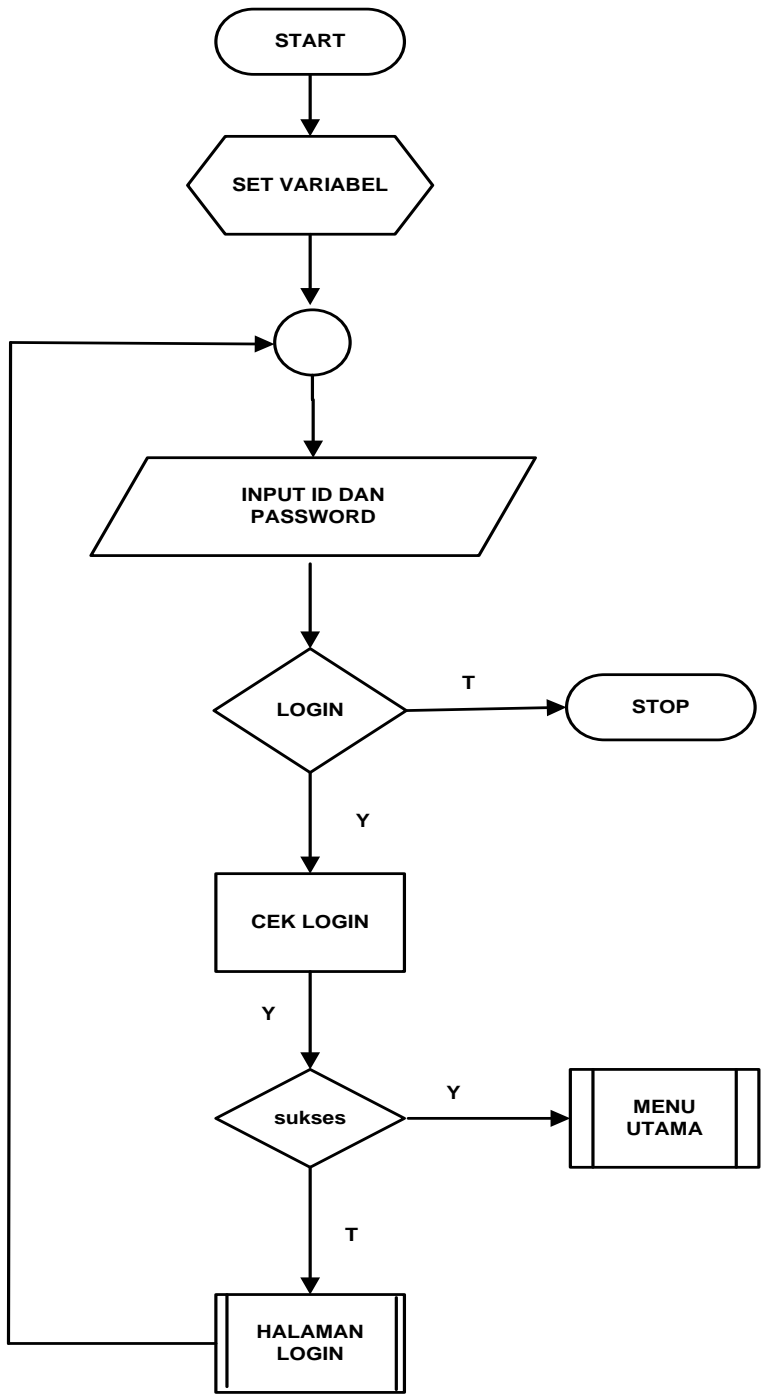 START
SET VARIABEL
INPUT ID DAN
PASSWORD
LOGIN
T
STOP
Y
CEK LOGIN
Y
sukses
Y
MENU
UTAMA
T
HALAMAN
LOGIN